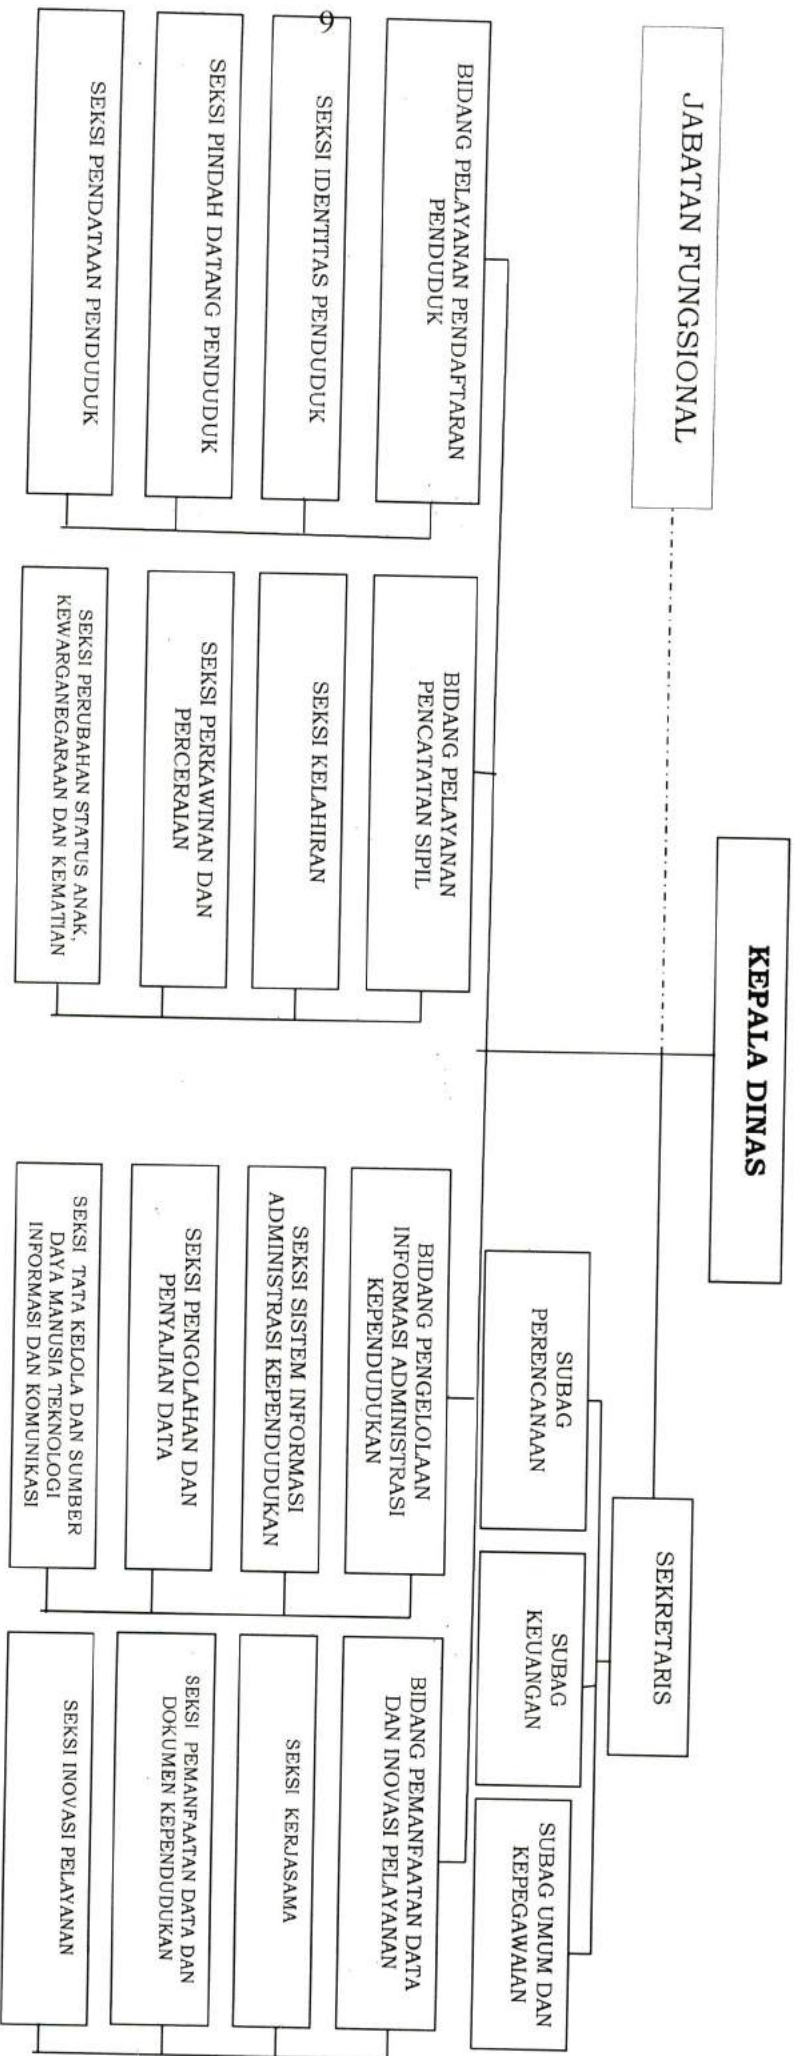 9
KEPALA DINAS
JABATAN FUNGSIONAL
SEKRETARIS
SUBAG
PERENCANAAN
SUBAG
KEUANGAN
SUBAG UMUM DAN
KEPEGAWAIAN
BIDANG PELAYANAN PENDAFTARAN
PENDUDUK
SEKSI IDENTITAS PENDUDUK
SEKSI PINDAH DATANG PENDUDUK
SEKSI PENDATAAN PENDUDUK
BIDANG PELAYANAN
PENCATATAN SIPIL
SEKSI KELAHIRAN
SEKSI PERKAWINAN DAN
PERCERAIAN
SEKSI PERUBAHAN STATUS ANAK,
KEWARGANEGARAAN DAN KEMATIAN
BIDANG PENGELOLAAN
INFORMASI ADMINISTRASI
KEPENDUDUKAN
SEKSI SISTEM INFORMASI
ADMINISTRASI KEPENDUDUKAN
SEKSI PENGOLAHAN DAN
PENYAJIAN DATA
SEKSI TATA KELOLA DAN SUMBER
DAYA MANUSIA TEKNOLOGI
INFORMASI DAN KOMUNIKASI
BIDANG PEMANFAATAN DATA
DAN INOVASI PELAYANAN
SEKSI KERJASAMA
SEKSI PEMANFAATAN DATA DAN
DOKUMEN KEPENDUDUKAN
SEKSI INOVASI PELAYANAN